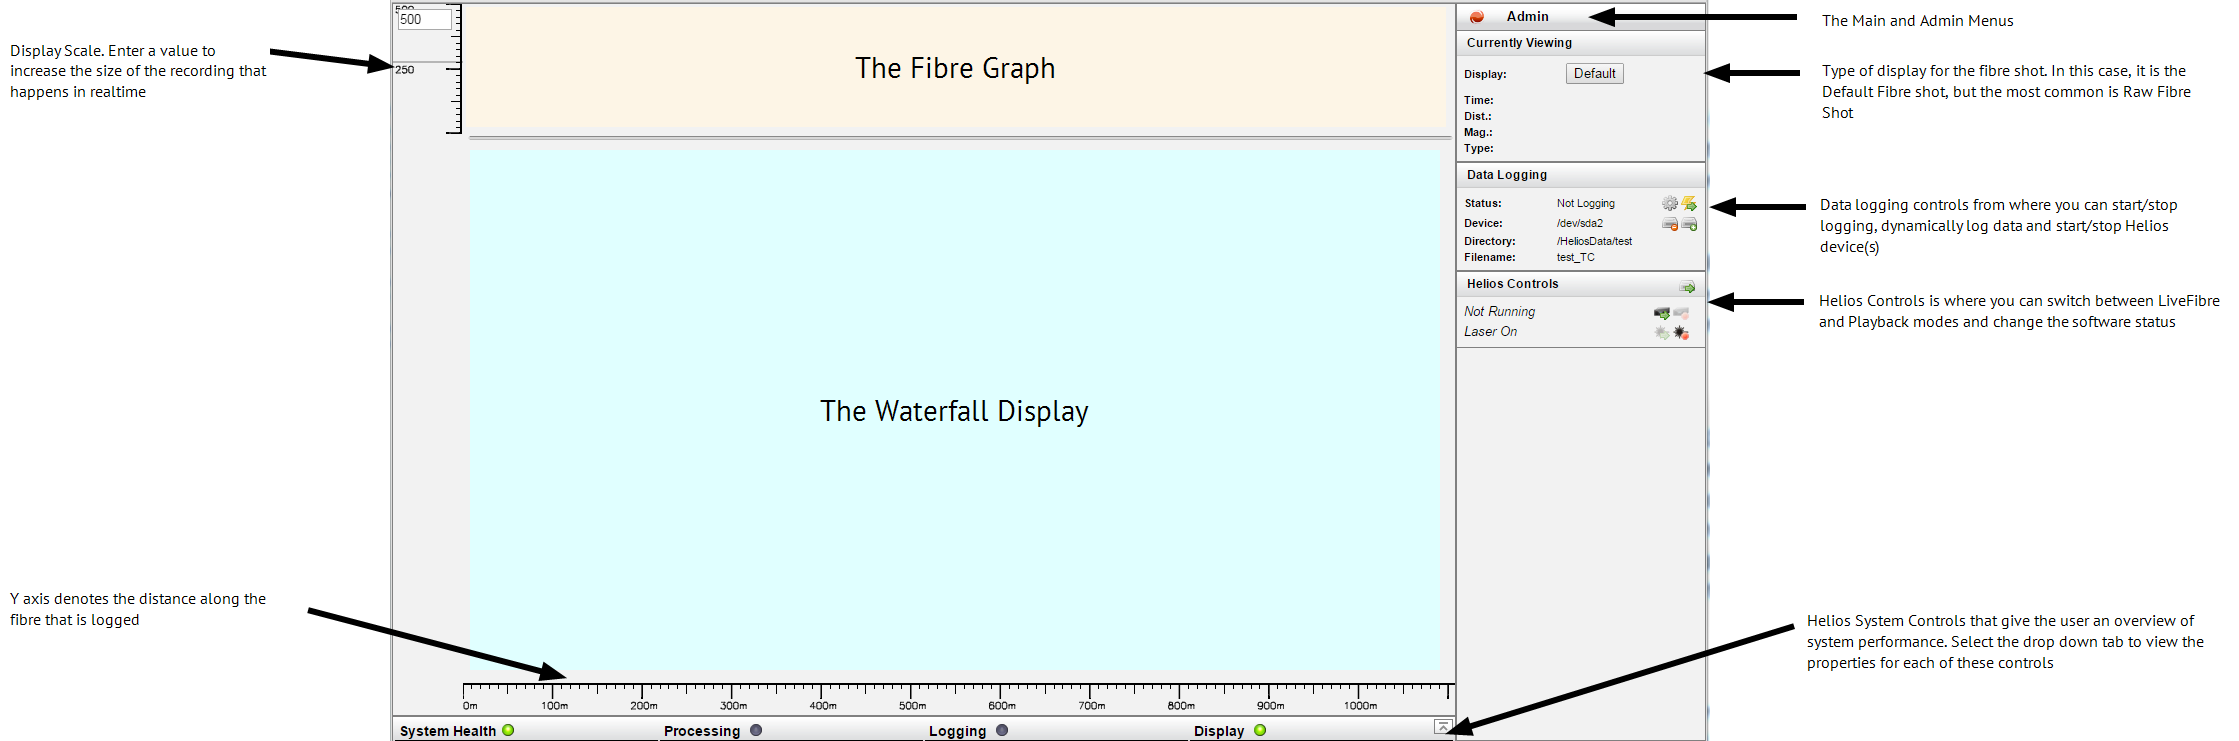 Display Scale. Enter a value to
increase the size of the recording that
happens in realtime
500
500
250
The Fibre Graph
The Waterfall Display
Y axis denotes the distance along the
fibre that is logged
0m 100m 200m 300m 400m 500m 600m 700m 800m 900m 1000m
System Health Processing Logging Display
Admin
Currently Viewing
Display: Default
Time:
Dist.:
Mag.:
Type:
Data Logging
Status: Not Logging
Device: /dev/sda2
Directory: /HeliosData/test
Filename: test_TC
Helios Controls
Not Running
Laser On
The Main and Admin Menus
Type of display for the fibre shot. In this case, it is the
Default Fibre shot, but the most common is Raw Fibre
Shot
Data logging controls from where you can start/stop
logging, dynamically log data and start/stop Helios
device(s)
Helios Controls is where you can switch between LiveFibre
and Playback modes and change the software status
Helios System Controls that give the user an overview of
system performance. Select the drop down tab to view the
properties for each of these controls